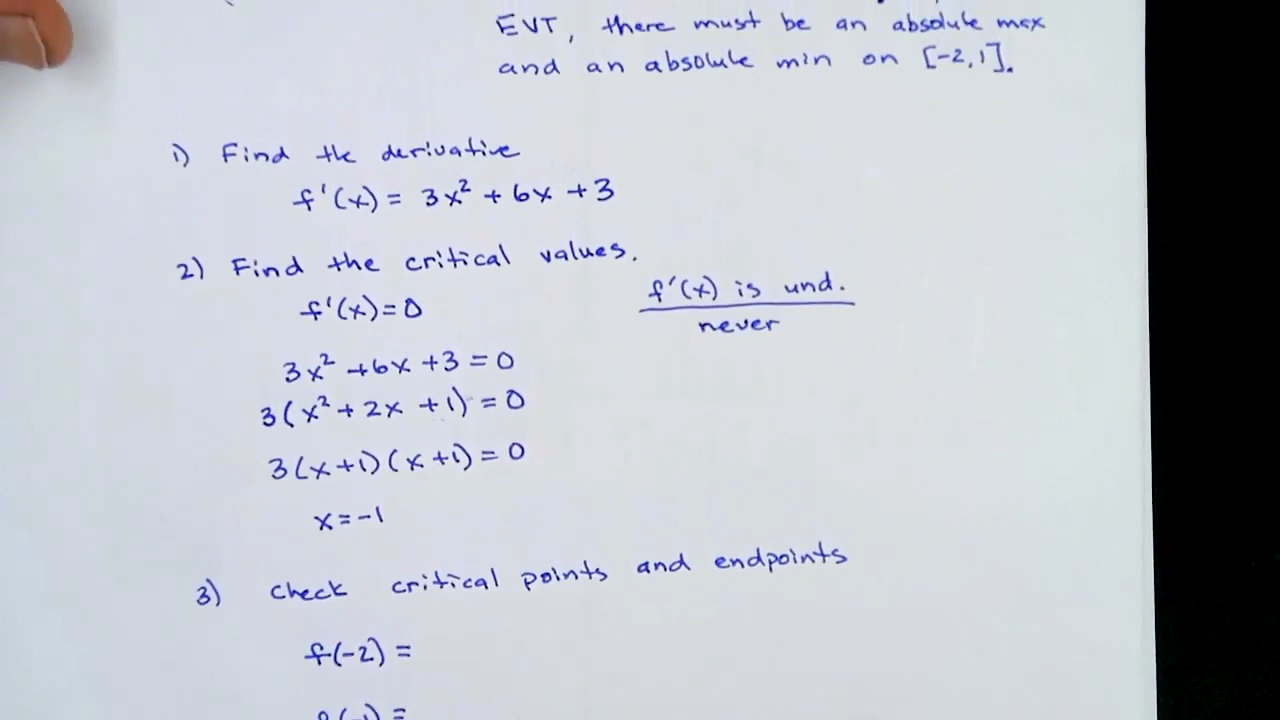 EVT, there must be an absolute max
and an absolute min on [-2,1].
1) Find the derivative
f'(x) = 3x² + 6x + 3
2) Find the critical values.
f'(x) = 0
f'(x) is und.
never
3x² + 6x + 3 = 0
3(x² + 2x + 1) = 0
3(x+1)(x+1) = 0
x = -1
3) Check critical points and endpoints
f(-2) =
f(-1) =